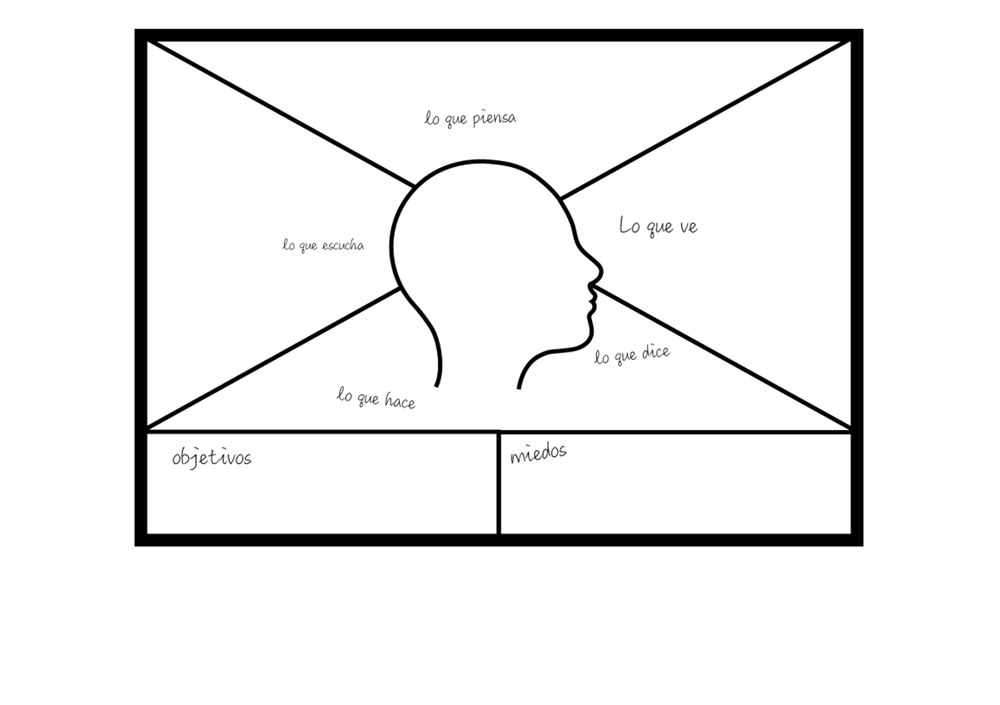 lo que piensa
Lo que ve
lo que escucha
lo que dice
lo que hace
objetivos
miedos